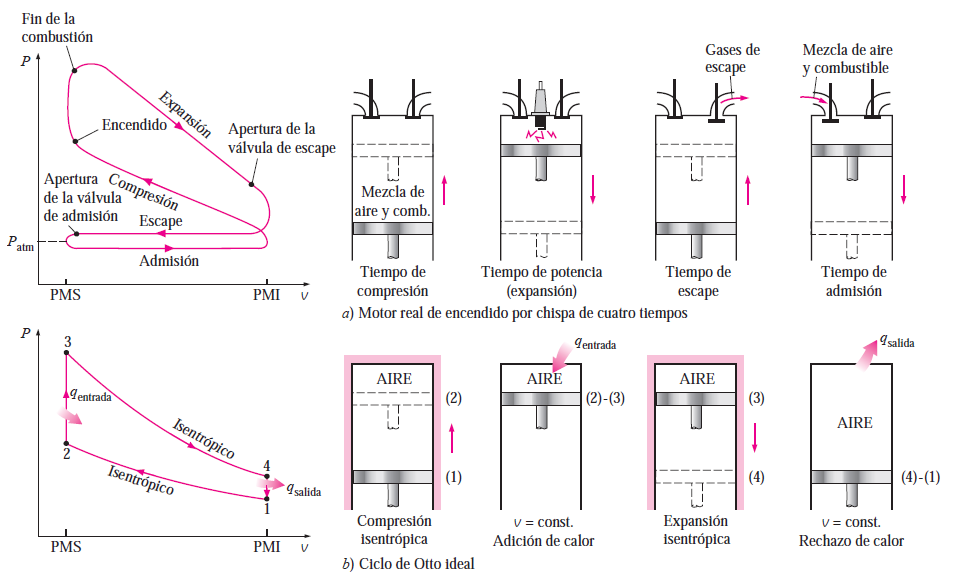 Fin de la
combustión
P
Expansión
Encendido
Apertura de la
válvula de escape
Apertura
de la válvula
de admisión
Compresión
Escape
Patm
Admisión
PMS
PMI
v
Mezcla de
aire y comb.
Tiempo de
compresión
Tiempo de potencia
(expansión)
Gases de
escape
Tiempo de
escape
Mezcla de aire
y combustible
Tiempo de
admisión
a) Motor real de encendido por chispa de cuatro tiempos
P
3
qentrada
2
Isentrópico
Isentrópico
4
qsalida
1
PMS
PMI
v
AIRE
(2)
(1)
Compresión
isentrópica
qentrada
AIRE
(2)-(3)
v = const.
Adición de calor
AIRE
(3)
(4)
Expansión
isentrópica
qsalida
AIRE
(4)-(1)
v = const.
Rechazo de calor
b) Ciclo de Otto ideal